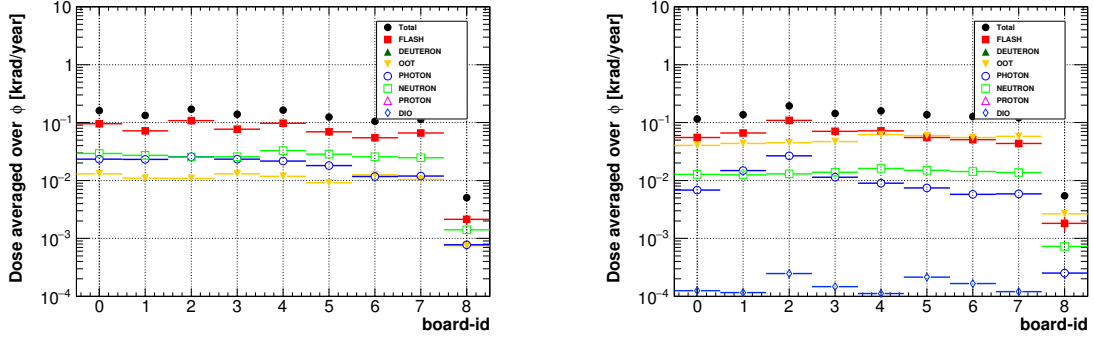 Dose averaged over ϕ [krad/year]
10
1
10⁻¹
10⁻²
10⁻³
10⁻⁴
Total
FLASH
DEUTERON
OOT
PHOTON
NEUTRON
PROTON
DIO
0 1 2 3 4 5 6 7 8
board-id
Dose averaged over ϕ [krad/year]
10
1
10⁻¹
10⁻²
10⁻³
10⁻⁴
Total
FLASH
DEUTERON
OOT
PHOTON
NEUTRON
PROTON
DIO
0 1 2 3 4 5 6 7 8
board-id